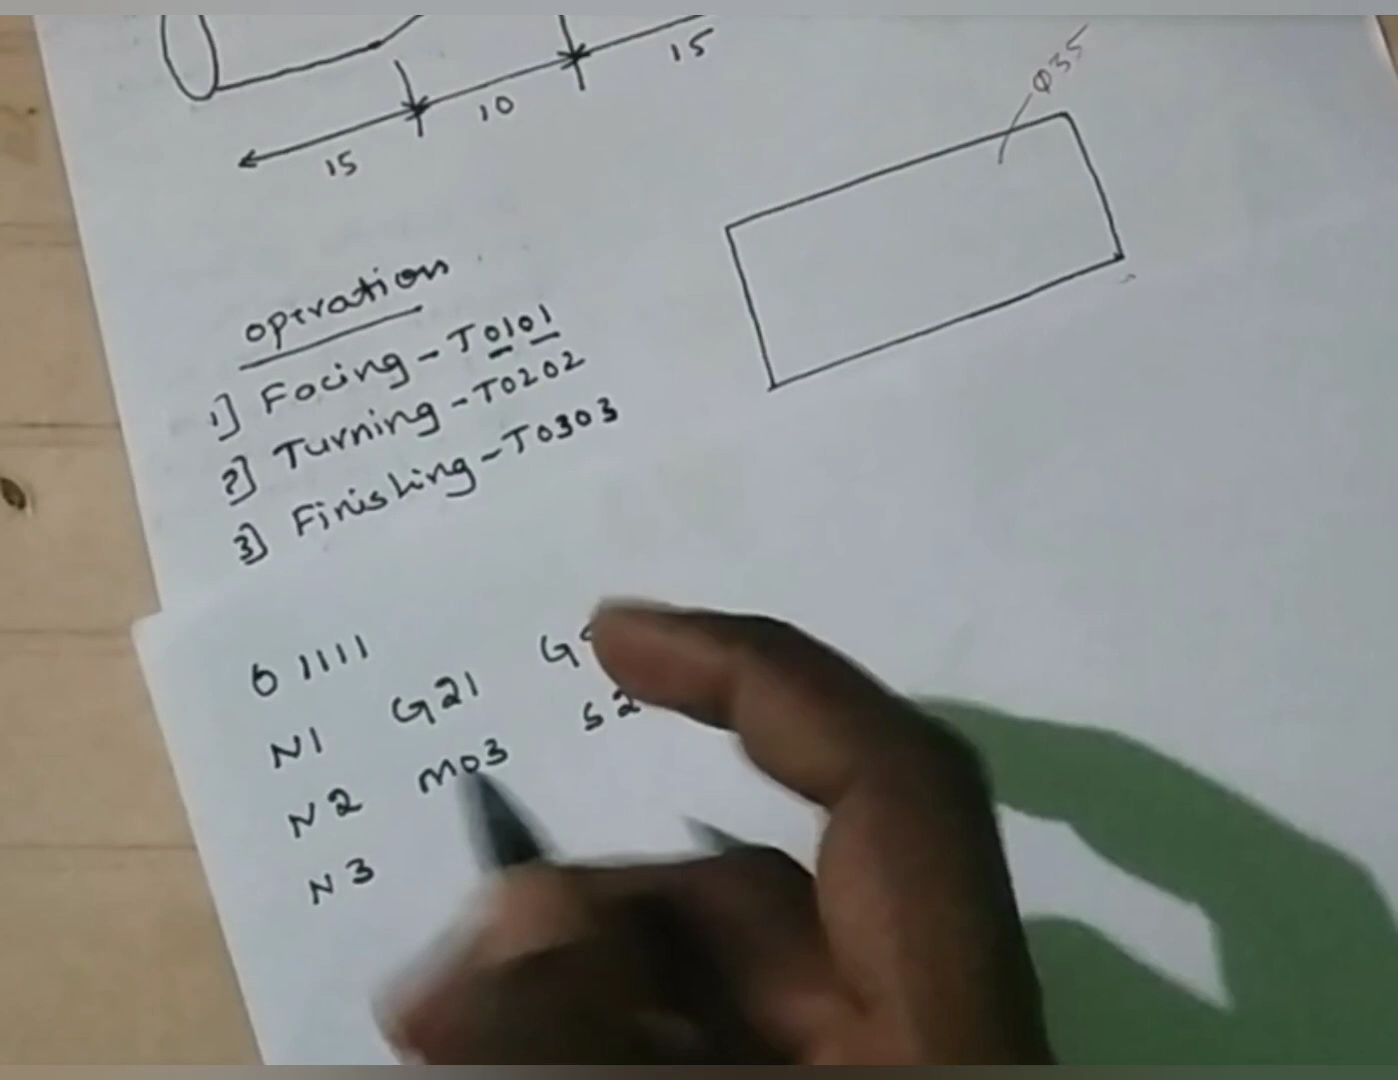 15
10
15
Φ35
operation
1] Facing - T0101
2] Turning - T0202
3] Finishing - T0303
O 1111
N1 G21
N2 M03
N3